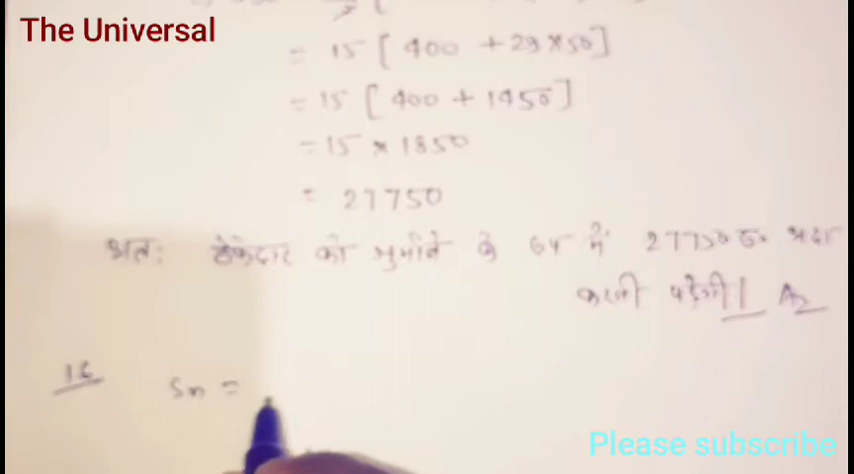 The Universal
= 15 [ 400 + 29 × 50 ]
= 15 [ 400 + 1450 ]
= 15 × 1850
= 27750
अतः ठेकेदार को जुर्माने के रूप में 27750 रु० अदा
करनी पड़ेगी|
16 Sn =
Please subscribe